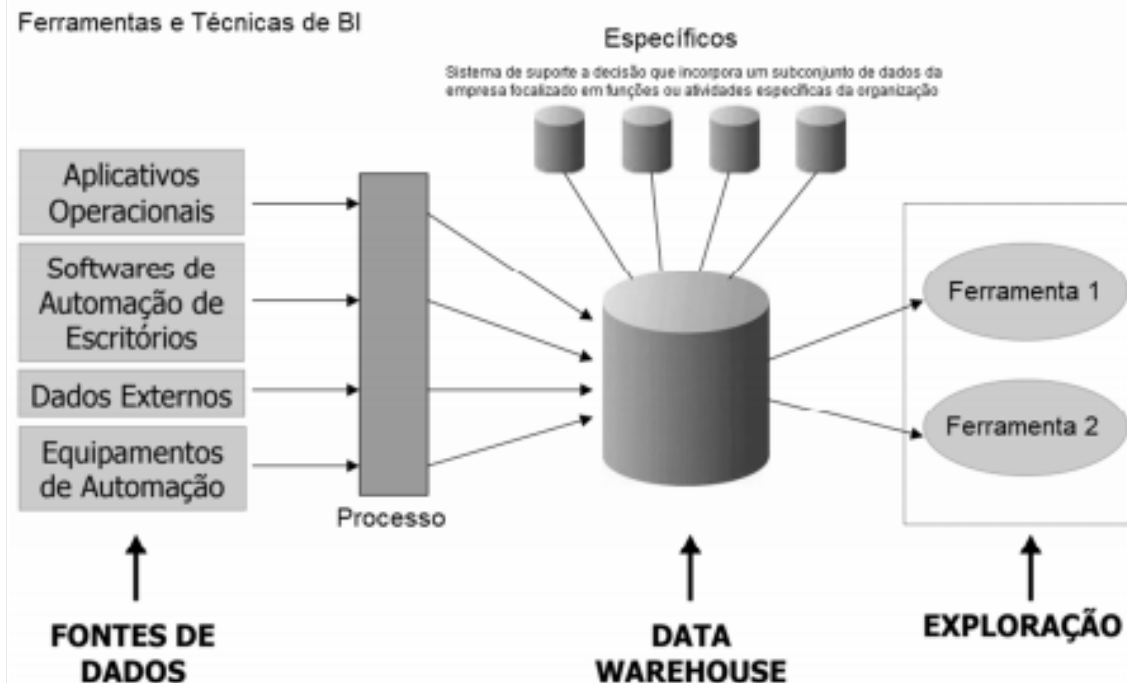 Ferramentas e Técnicas de BI
Específicos
Sistema de suporte a decisão que incorpora um subconjunto de dados da
empresa focalizado em funções ou atividades específicas da organização
Aplicativos
Operacionais
Softwares de
Automação de
Escritórios
Dados Externos
Equipamentos
de Automação
Processo
Ferramenta 1
Ferramenta 2
FONTES DE
DADOS
DATA
WAREHOUSE
EXPLORAÇÃO